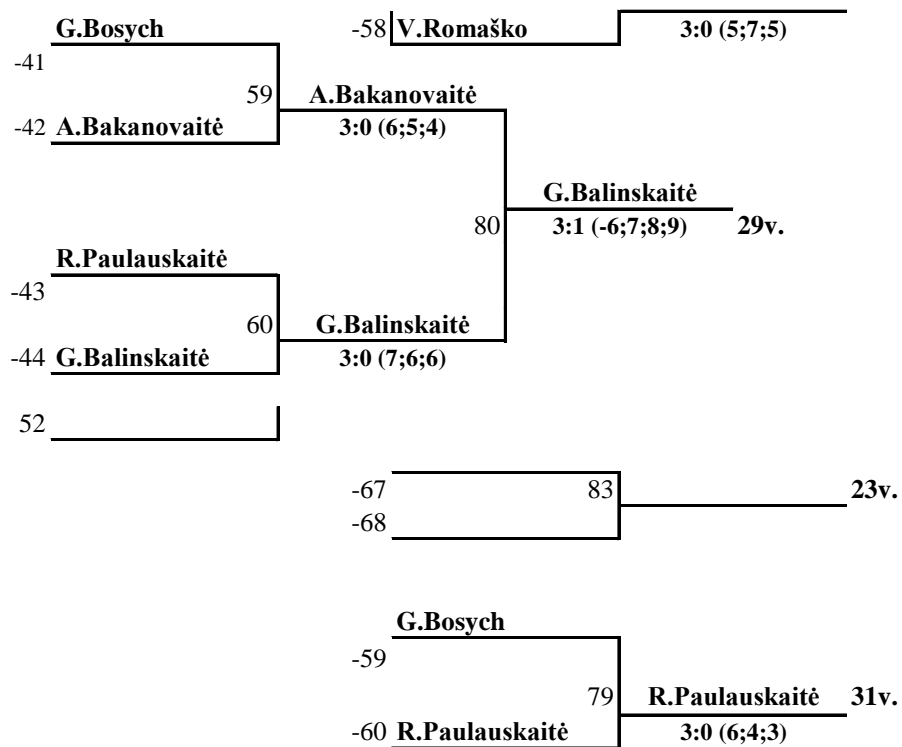 -58 V.Romaško 3:0 (5;7;5)
G.Bosych
-41
59 A.Bakanovaitė
-42 A.Bakanovaitė 3:0 (6;5;4)
G.Balinskaitė
80 3:1 (-6;7;8;9) 29v.
R.Paulauskaitė
-43
60 G.Balinskaitė
-44 G.Balinskaitė 3:0 (7;6;6)
52
-67 83 23v.
-68
G.Bosych
-59
79 R.Paulauskaitė 31v.
-60 R.Paulauskaitė 3:0 (6;4;3)